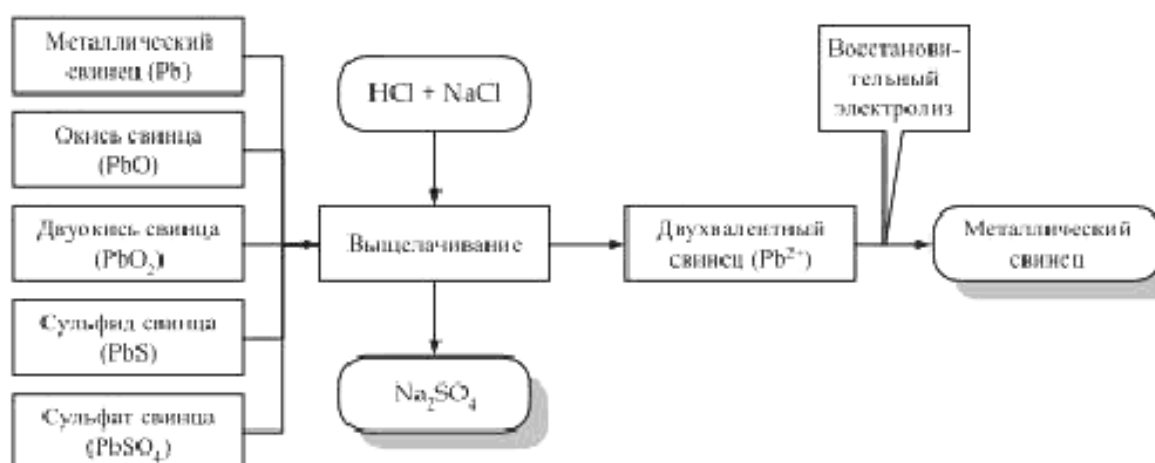 Металлический
свинец (Pb)
Окись свинца
(PbO)
Двуокись свинца
(PbO₂)
Сульфид свинца
(PbS)
Сульфат свинца
(PbSO₄)
HCl + NaCl
Выщелачивание
Na₂SO₄
Двухвалентный
свинец (Pb²⁺)
Восстанови-
тельный
электролиз
Металлический
свинец